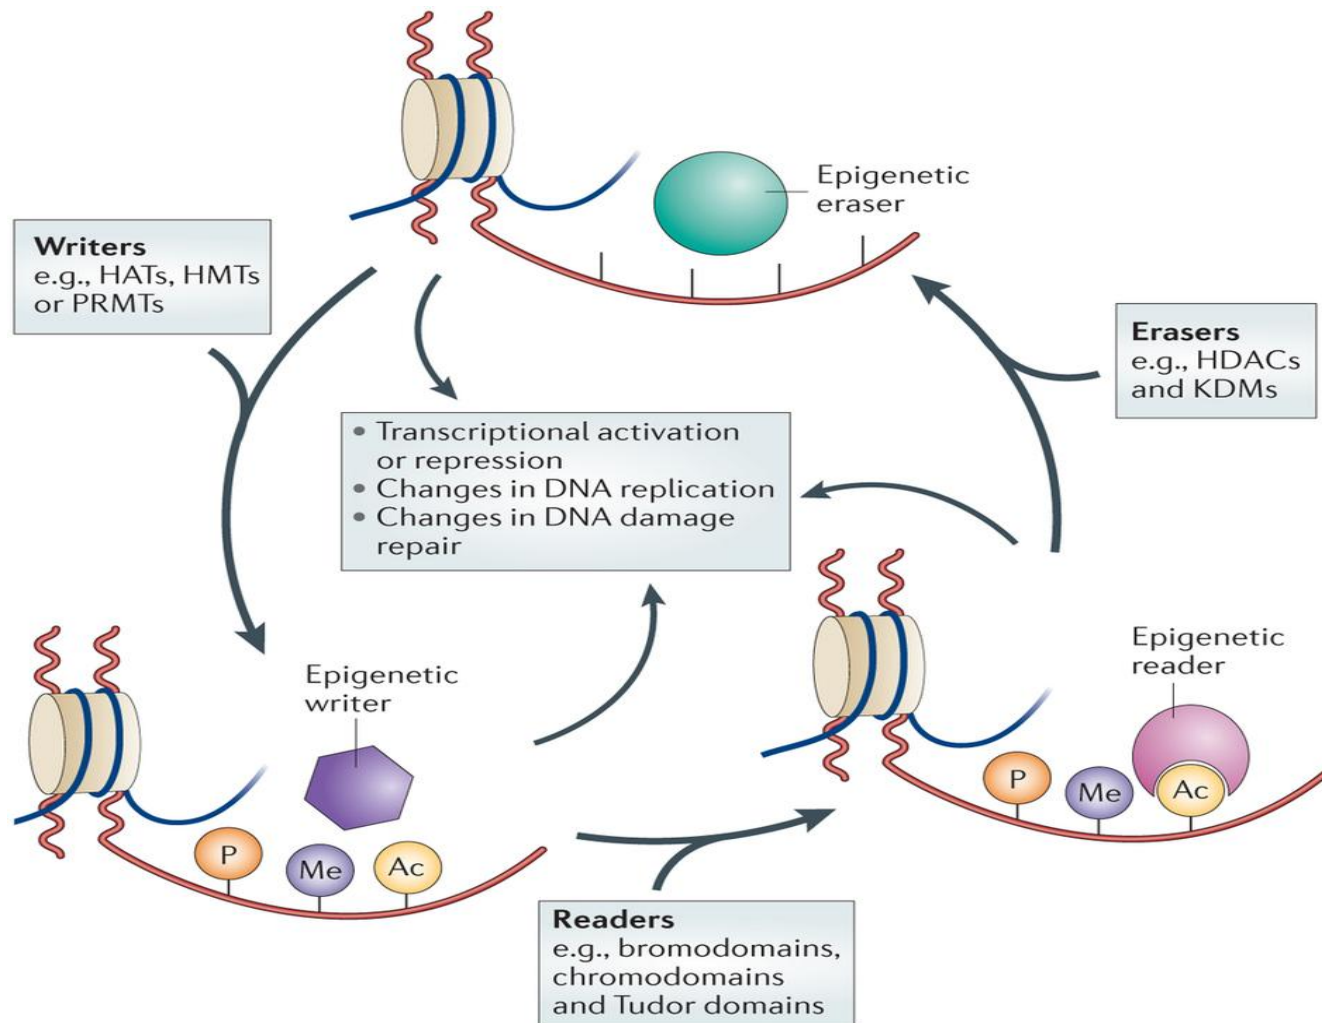 Epigenetic
eraser
Writers
e.g., HATs, HMTs
or PRMTs
Erasers
e.g., HDACs
and KDMs
• Transcriptional activation
or repression
• Changes in DNA replication
• Changes in DNA damage
repair
Epigenetic
writer
Epigenetic
reader
P
Me
Ac
P
Me
Ac
Readers
e.g., bromodomains,
chromodomains
and Tudor domains